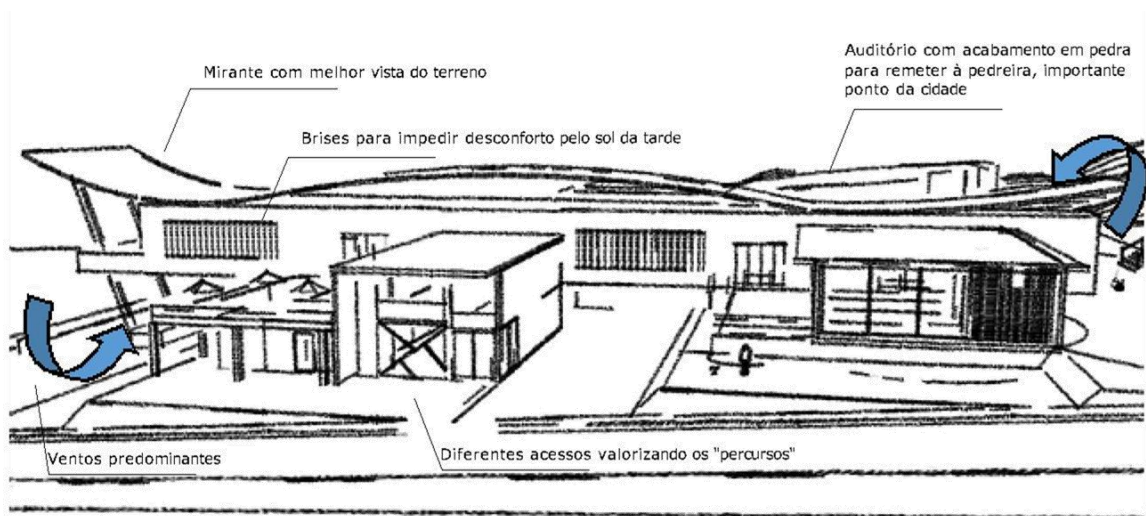 Mirante com melhor vista do terreno
Auditório com acabamento em pedra
para remeter à pedreira, importante
ponto da cidade
Brises para impedir desconforto pelo sol da tarde
Ventos predominantes
Diferentes acessos valorizando os "percursos"